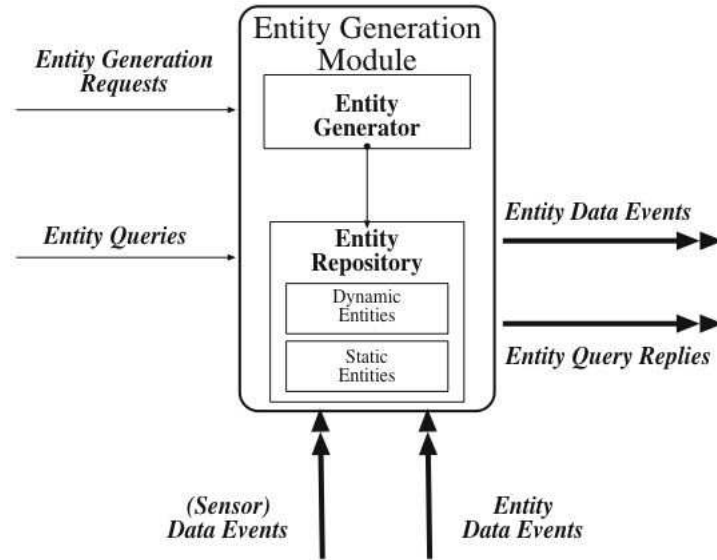 Entity Generation
Module
Entity Generation
Requests
Entity
Generator
Entity Queries
Entity
Repository
Dynamic
Entities
Static
Entities
Entity Data Events
Entity Query Replies
(Sensor)
Data Events
Entity
Data Events